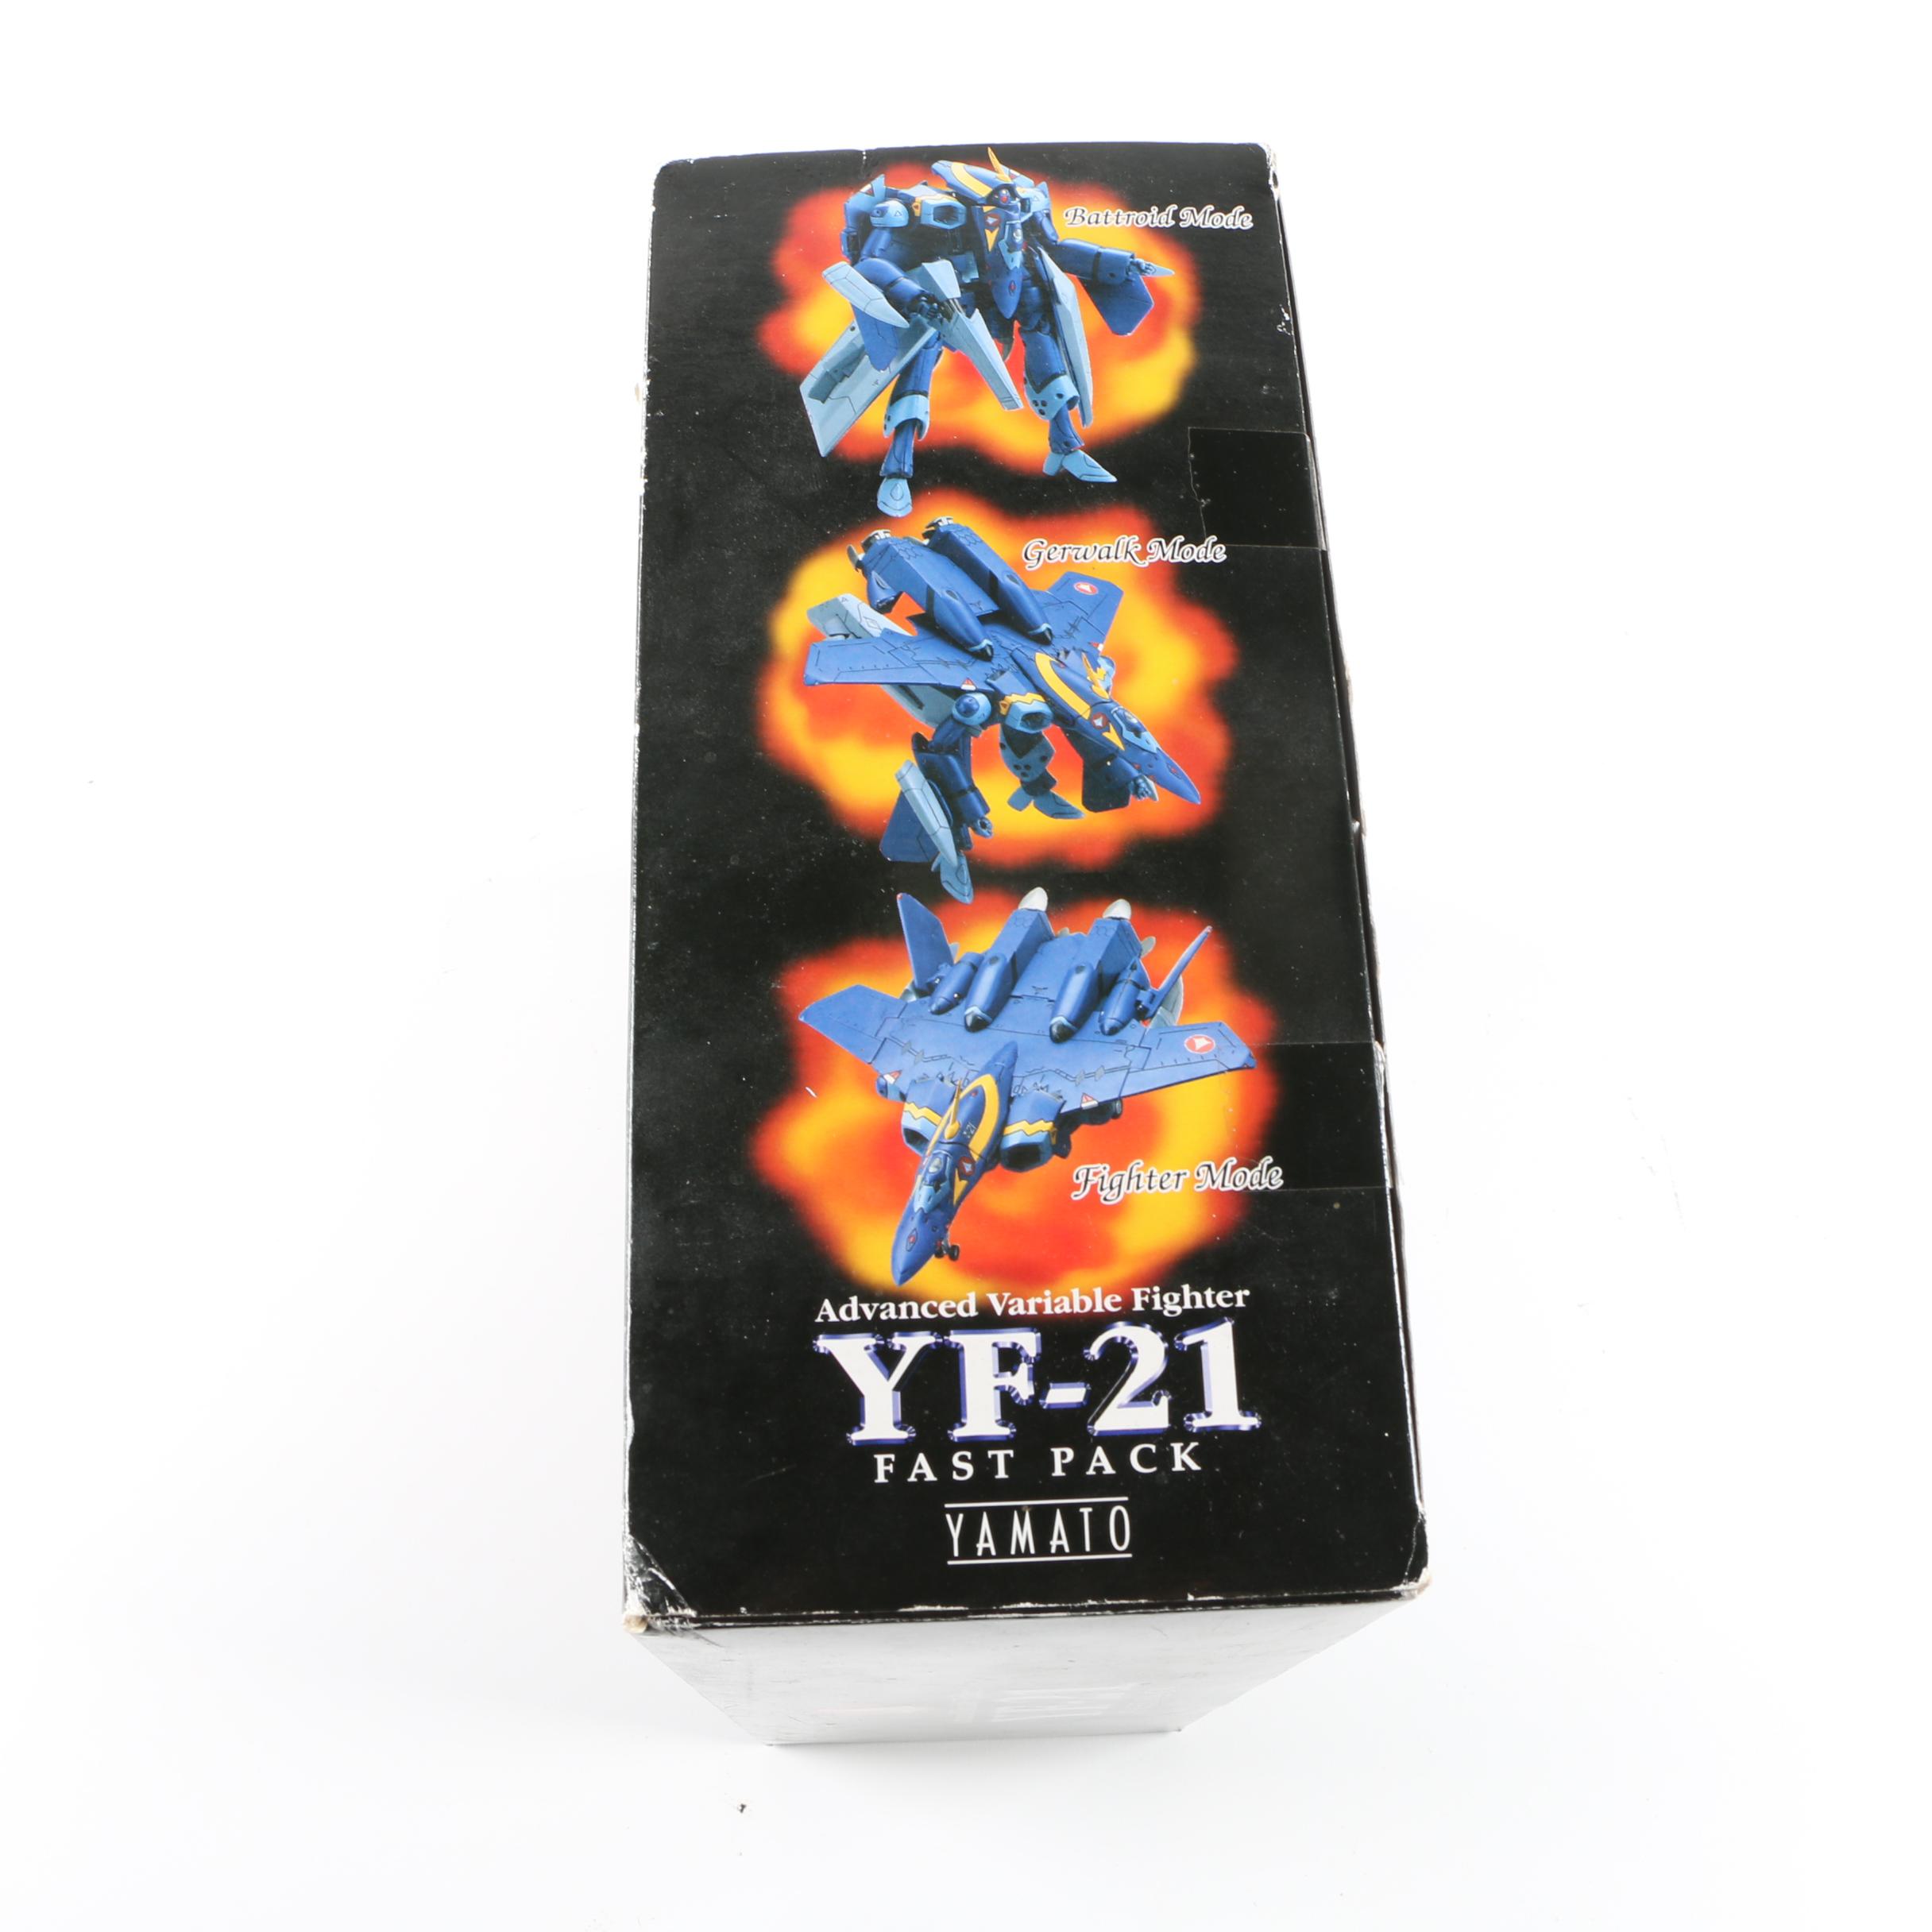 Battroid Mode
Gerwalk Mode
Fighter Mode
Advanced Variable Fighter
YF-21
FAST PACK
YAMATO